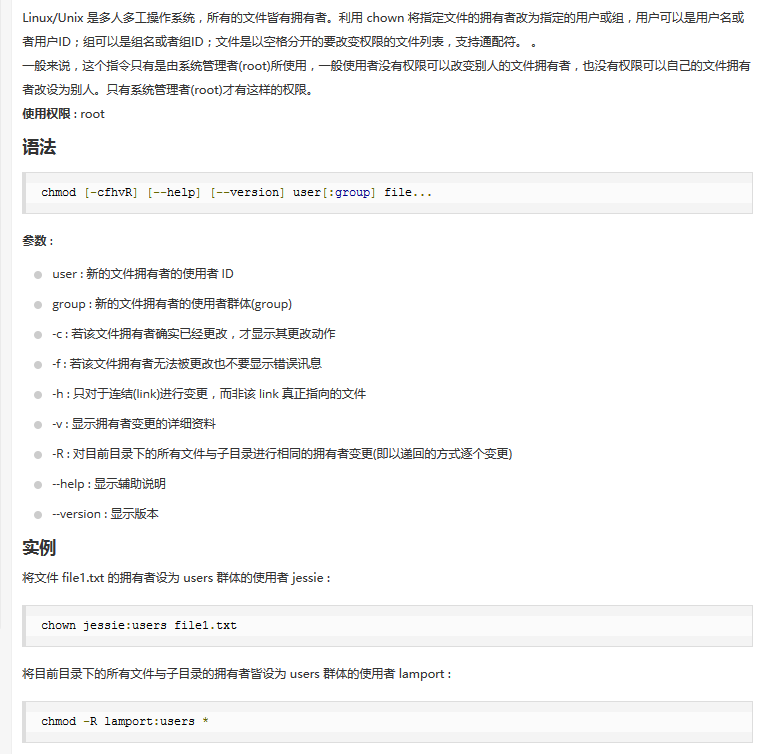 Linux/Unix 是多人多工操作系统，所有的文件皆有拥有者。利用 chown 将指定文件的拥有者改为指定的用户或组，用户可以是用户名或
者用户ID；组可以是组名或者组ID；文件是以空格分开的要改变权限的文件列表，支持通配符。 。
一般来说，这个指令只有是由系统管理者(root)所使用，一般使用者没有权限可以改变别人的文件拥有者，也没有权限可以自己的文件拥有
者改设为别人。只有系统管理者(root)才有这样的权限。
使用权限 : root
语法
chmod [-cfhvR] [--help] [--version] user[:group] file...
参数 :
user : 新的文件拥有者的使用者 ID
group : 新的文件拥有者的使用者群体(group)
-c : 若该文件拥有者确实已经更改，才显示其更改动作
-f : 若该文件拥有者无法被更改也不要显示错误讯息
-h : 只对于连结(link)进行变更，而非该 link 真正指向的文件
-v : 显示拥有者变更的详细资料
-R : 对目前目录下的所有文件与子目录进行相同的拥有者变更(即以递回的方式逐个变更)
--help : 显示辅助说明
--version : 显示版本
实例
将文件 file1.txt 的拥有者设为 users 群体的使用者 jessie :
chown jessie:users file1.txt
将目前目录下的所有文件与子目录的拥有者皆设为 users 群体的使用者 lamport :
chmod -R lamport:users *